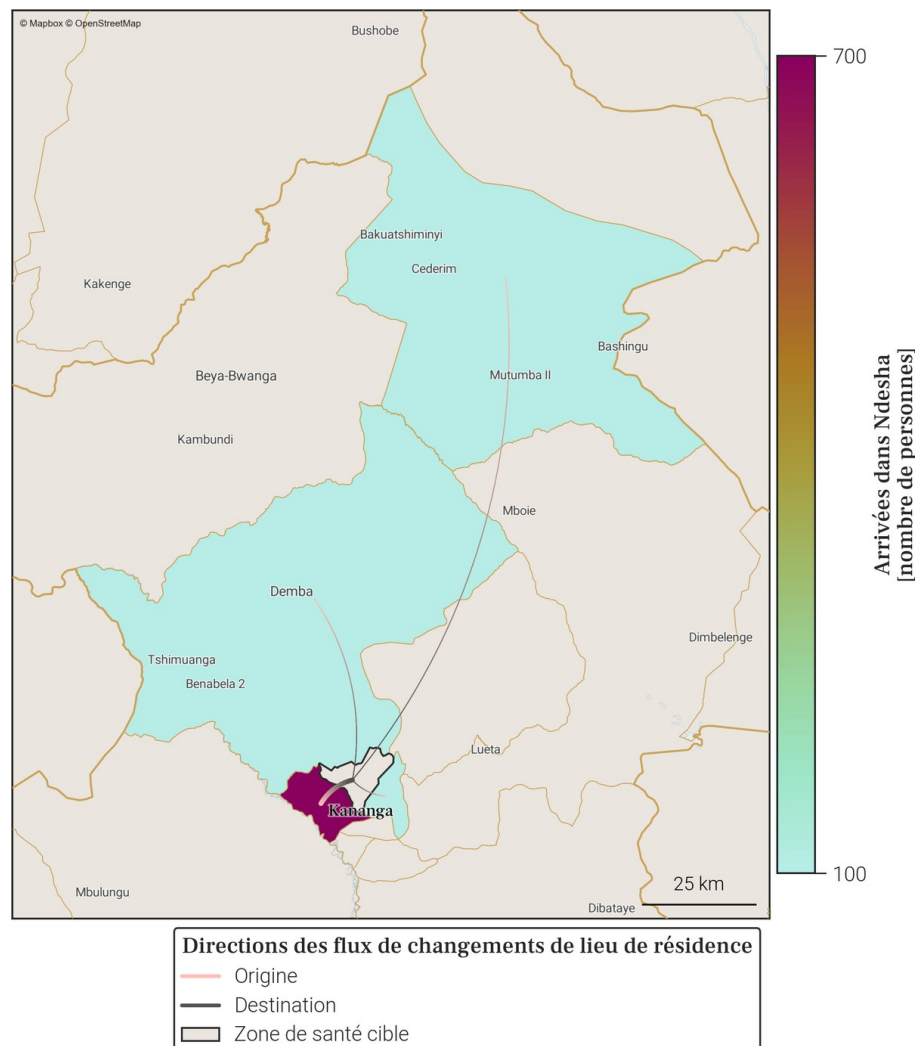 © Mapbox © OpenStreetMap
Bushobe
700
Bakuatshiminyi
Cederim
Kakenge
Bashingu
Beya-Bwanga
Mutumba II
Kambundi
Mboie
Arrivées dans Ndesha
[nombre de personnes]
Demba
Dimbelenge
Tshimuanga
Benabela 2
Lueta
Kananga
100
25 km
Mbulungu
Dibataye
Directions des flux de changements de lieu de résidence
Origine
Destination
Zone de santé cible